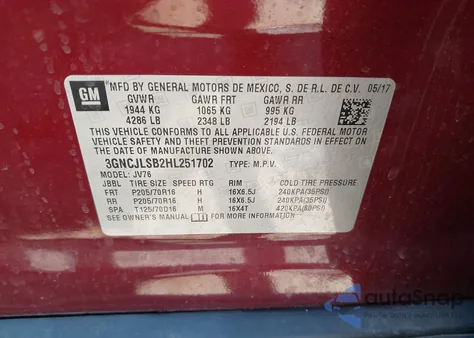 GM
MFD BY GENERAL MOTORS DE MEXICO, S. DE R.L. DE C.V. 05/17
GVWR GAWR FRT GAWR RR
1944 KG 1065 KG 995 KG
4286 LB 2348 LB 2194 LB
THIS VEHICLE CONFORMS TO ALL APPLICABLE U.S. FEDERAL MOTOR
VEHICLE SAFETY AND THEFT PREVENTION STANDARDS IN EFFECT
ON THE DATE OF MANUFACTURE SHOWN ABOVE.
3GNCJLSB2HL251702 TYPE: M.P.V.
MODEL: JV76
JBBL TIRE SIZE SPEED RTG RIM COLD TIRE PRESSURE
FRT P205/70R16 H 16X6.5J 240KPA(35PSI)
RR P205/70R16 H 16X6.5J 240KPA(35PSI)
SPA T125/70D16 M 16X4T 420KPA(60PSI)
SEE OWNER'S MANUAL FOR MORE INFORMATION.
autoSnap